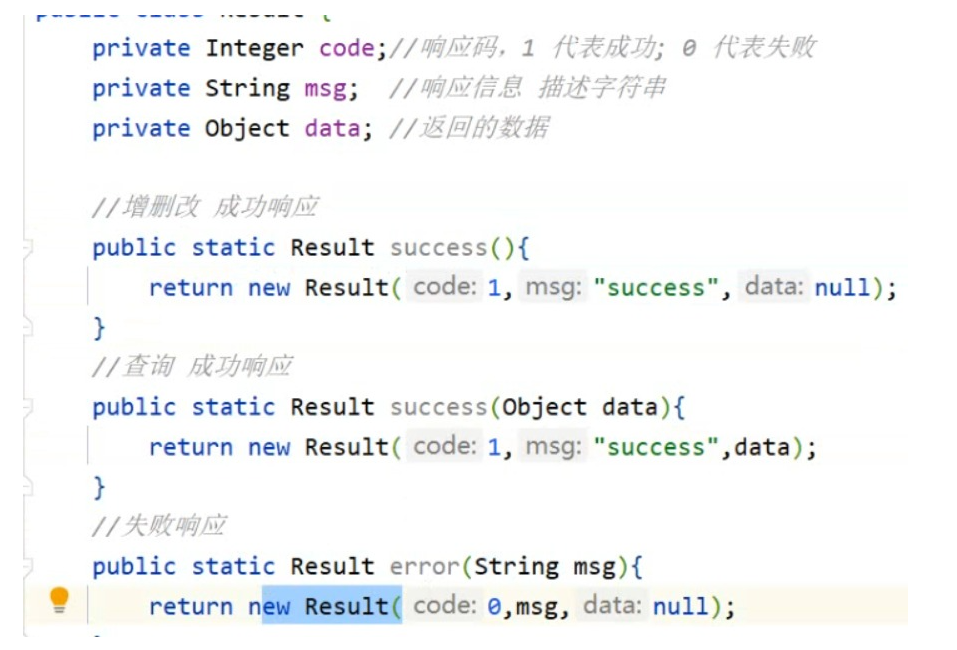 public class Result {
private Integer code;//响应码，1 代表成功; 0 代表失败
private String msg;  //响应信息 描述字符串
private Object data; //返回的数据
//增删改 成功响应
public static Result success(){
return new Result( code: 1, msg: "success", data: null);
}
//查询 成功响应
public static Result success(Object data){
return new Result( code: 1, msg: "success",data);
}
//失败响应
public static Result error(String msg){
return new Result( code: 0,msg, data: null);